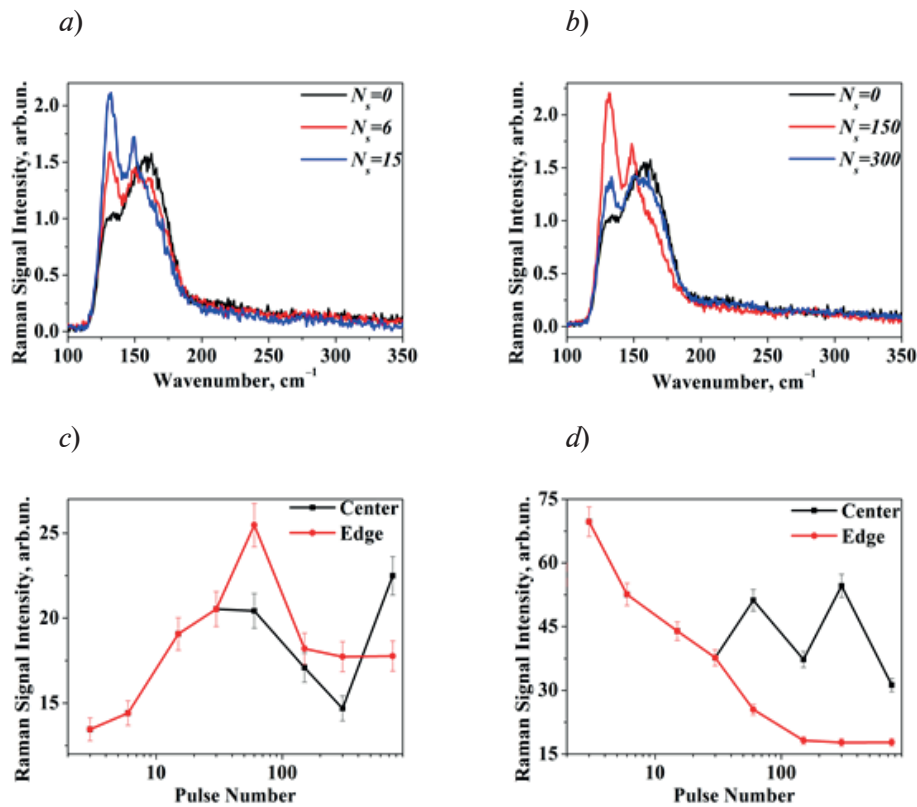 a)
b)
Raman Signal Intensity, arb.un.
2.0
1.5
1.0
0.5
0.0
N_s=0
N_s=6
N_s=15
100 150 200 250 300 350
Wavenumber, cm⁻¹
Raman Signal Intensity, arb.un.
2.0
1.5
1.0
0.5
0.0
N_s=0
N_s=150
N_s=300
100 150 200 250 300 350
Wavenumber, cm⁻¹
c)
d)
Raman Signal Intensity, arb.un.
25
20
15
Center
Edge
10 100
Pulse Number
Raman Signal Intensity, arb.un.
75
60
45
30
15
Center
Edge
10 100
Pulse Number